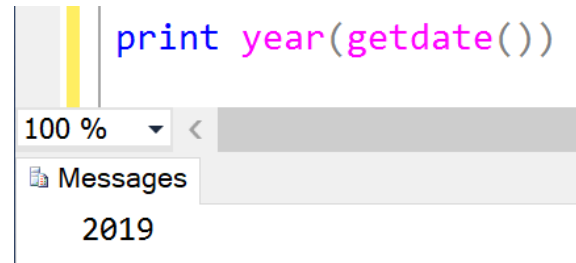 print year(getdate())
100 %
Messages
2019